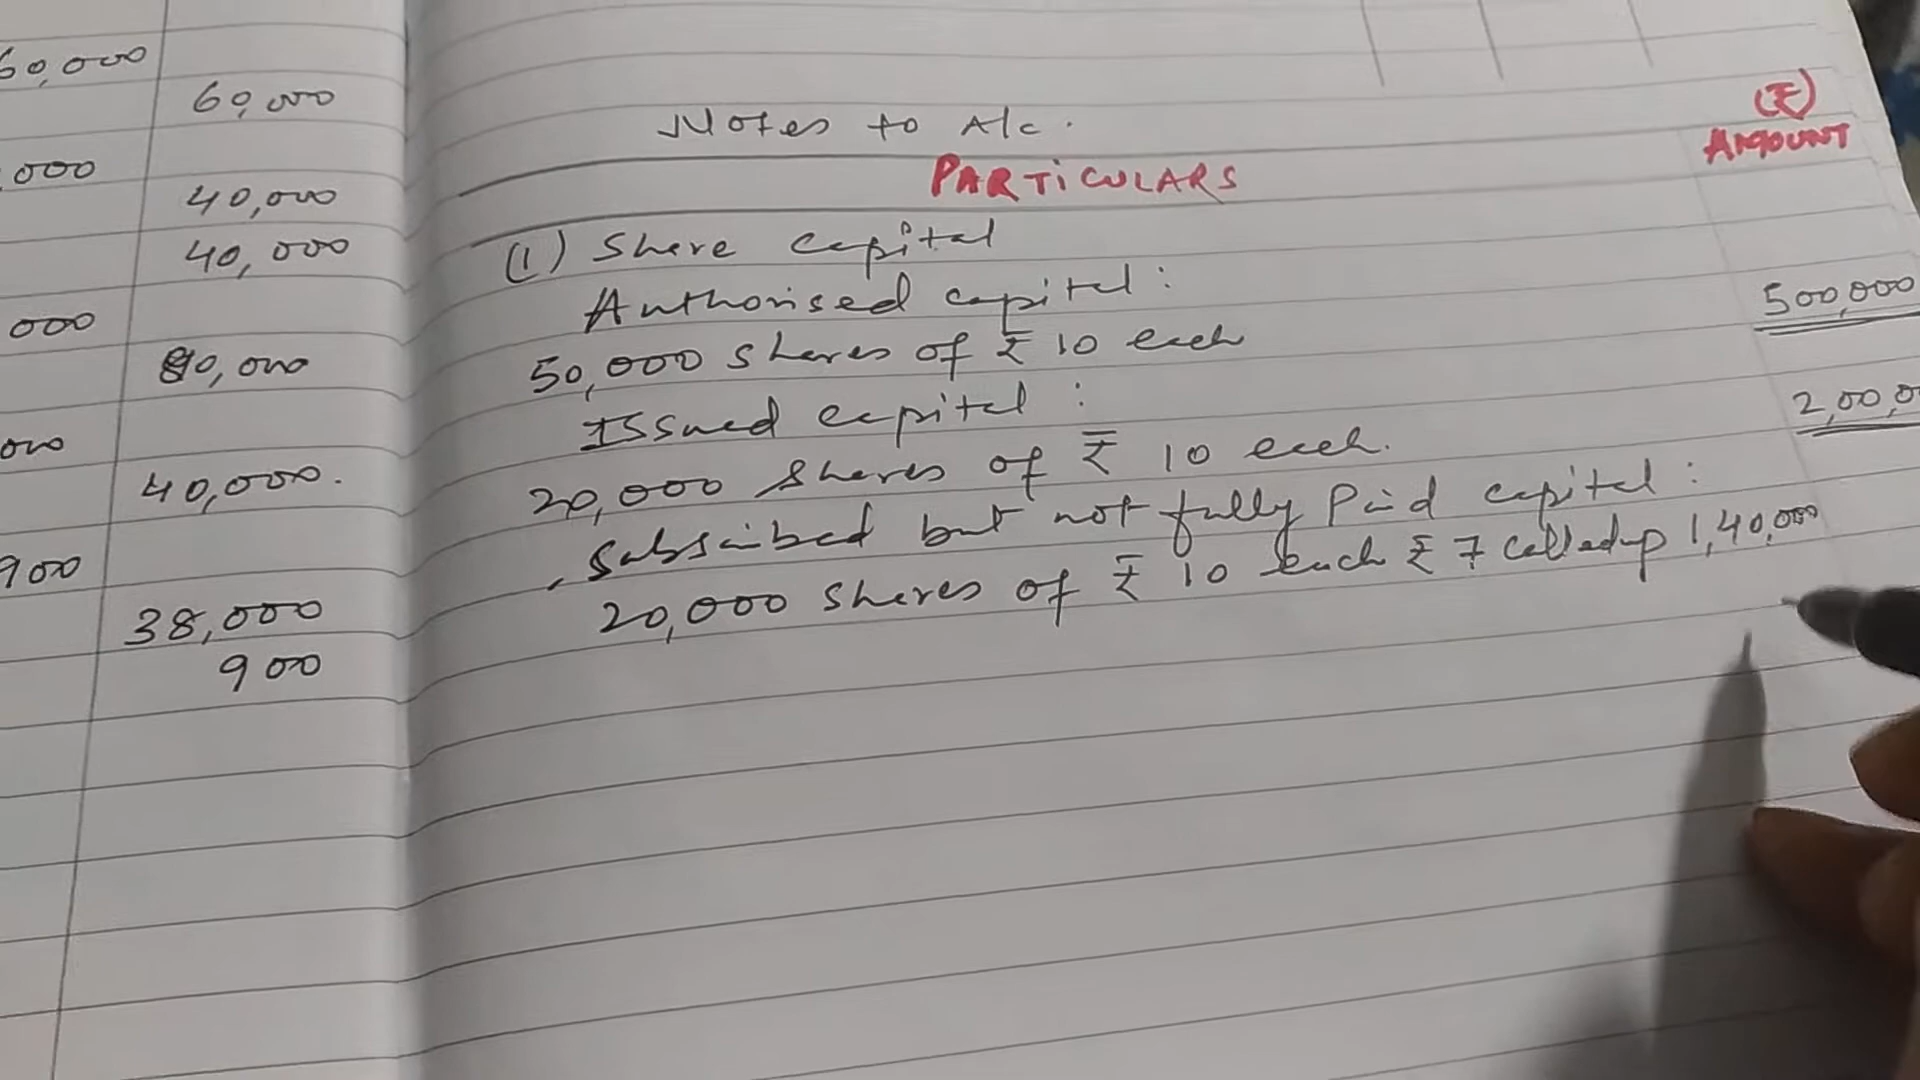 60,000
60,000
000
40,000
40,000
000
80,000
000
40,000.
900
38,000
900
Notes to A/c.
(₹)
PARTiCULARS
AMOUNT
(1) Share capital
Authorised capital:
50,000 shares of ₹ 10 each
500,000
Issued capital:
20,000 shares of ₹ 10 each.
2,00,0
Subscribed but not fully Paid capital:
20,000 shares of ₹ 10 each ₹ 7 called up 1,40,000